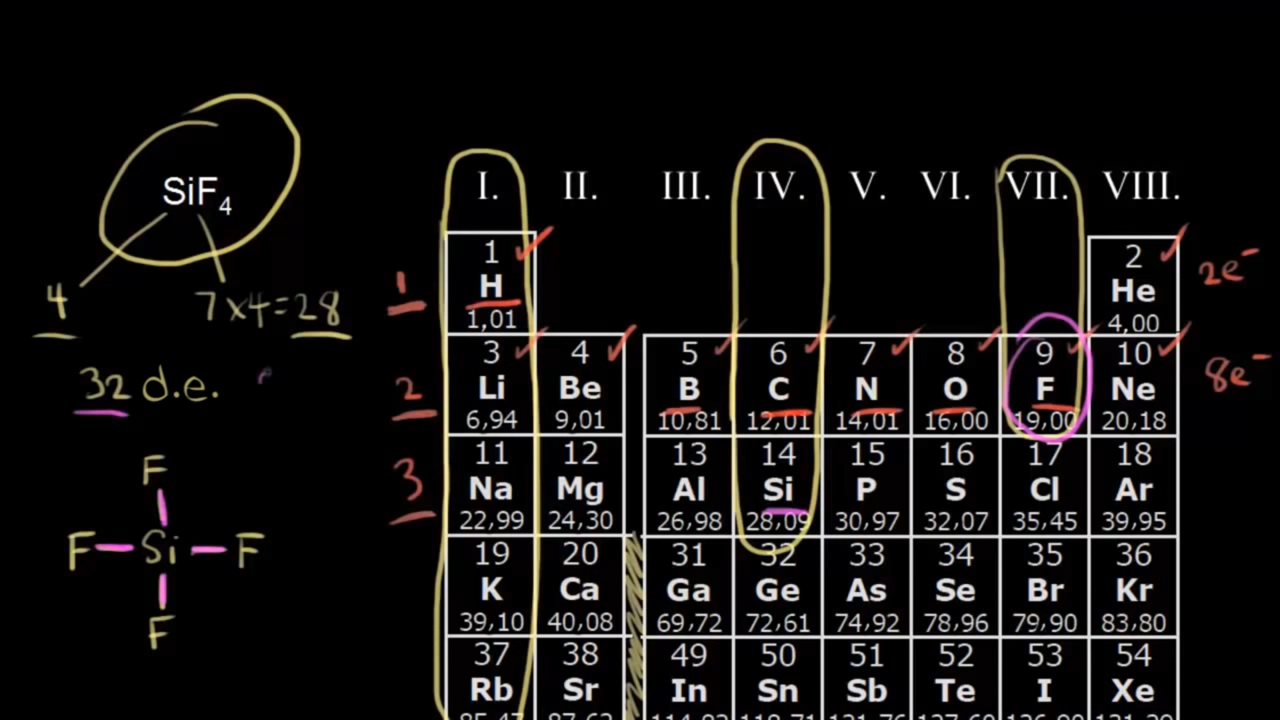 SiF₄
4 7x4=28
32 d.e.
F
F Si F
F
I. II. III. IV. V. VI. VII. VIII.
1 2
1 H He 2e⁻
1,01 4,00
3 4 5 6 7 8 9 10
2 Li Be B C N O F Ne 8e⁻
6,94 9,01 10,81 12,01 14,01 16,00 19,00 20,18
11 12 13 14 15 16 17 18
3 Na Mg Al Si P S Cl Ar
22,99 24,30 26,98 28,09 30,97 32,07 35,45 39,95
19 20 31 32 33 34 35 36
K Ca Ga Ge As Se Br Kr
39,10 40,08 69,72 72,61 74,92 78,96 79,90 83,80
37 38 49 50 51 52 53 54
Rb Sr In Sn Sb Te I Xe